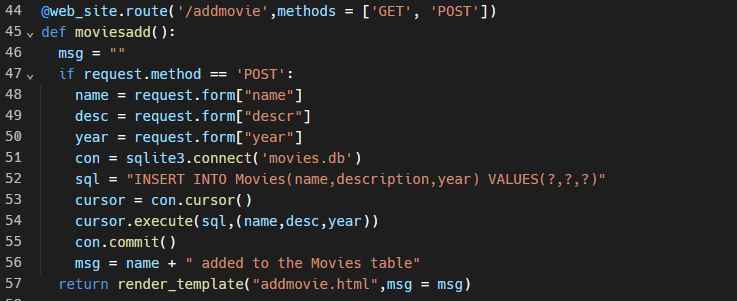 44 @web_site.route('/addmovie',methods = ['GET', 'POST'])
45 def moviesadd():
46   msg = ""
47   if request.method == 'POST':
48     name = request.form["name"]
49     desc = request.form["descr"]
50     year = request.form["year"]
51     con = sqlite3.connect('movies.db')
52     sql = "INSERT INTO Movies(name,description,year) VALUES(?,?,?)"
53     cursor = con.cursor()
54     cursor.execute(sql,(name,desc,year))
55     con.commit()
56     msg = name + " added to the Movies table"
57   return render_template("addmovie.html",msg = msg)